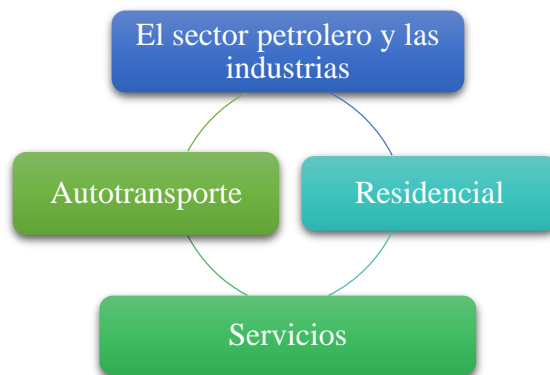 El sector petrolero y las
industrias
Autotransporte
Residencial
Servicios